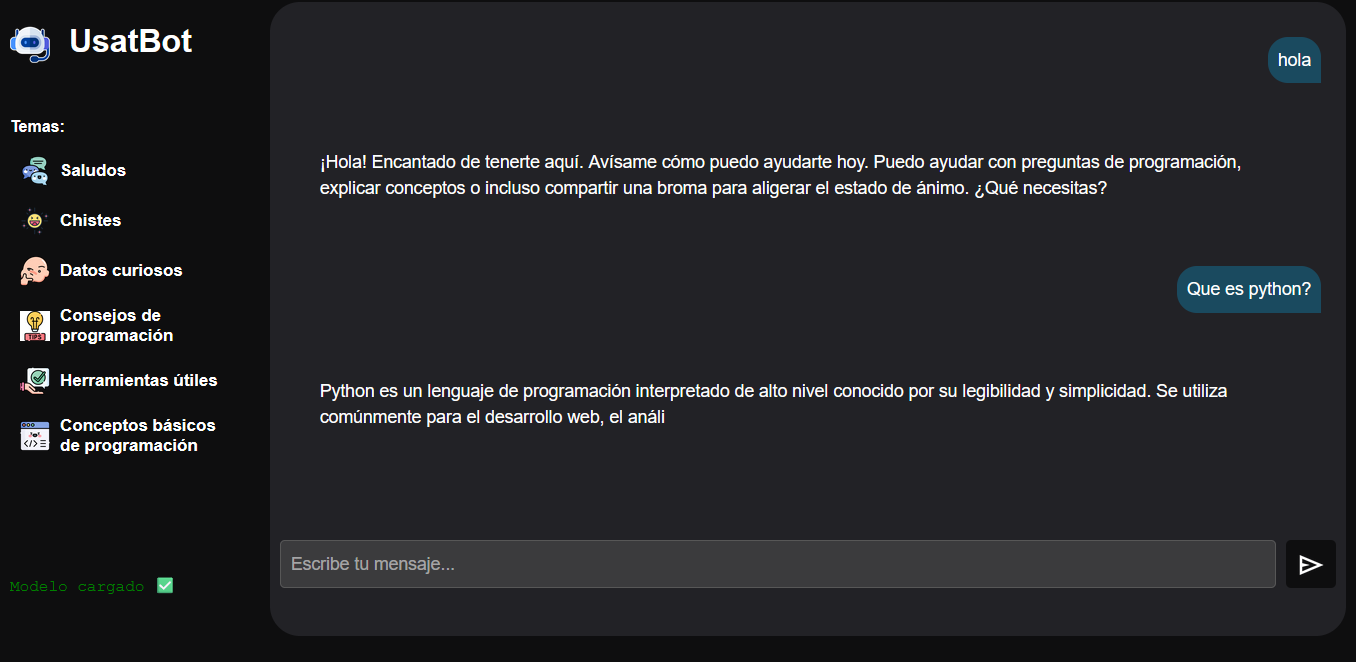 UsatBot
Temas:
Saludos
Chistes
Datos curiosos
Consejos de
programación
TIPS
Herramientas útiles
Conceptos básicos
de programación
Modelo cargado
hola
¡Hola! Encantado de tenerte aquí. Avísame cómo puedo ayudarte hoy. Puedo ayudar con preguntas de programación,
explicar conceptos o incluso compartir una broma para aligerar el estado de ánimo. ¿Qué necesitas?
Que es python?
Python es un lenguaje de programación interpretado de alto nivel conocido por su legibilidad y simplicidad. Se utiliza
comúnmente para el desarrollo web, el análi
Escribe tu mensaje...